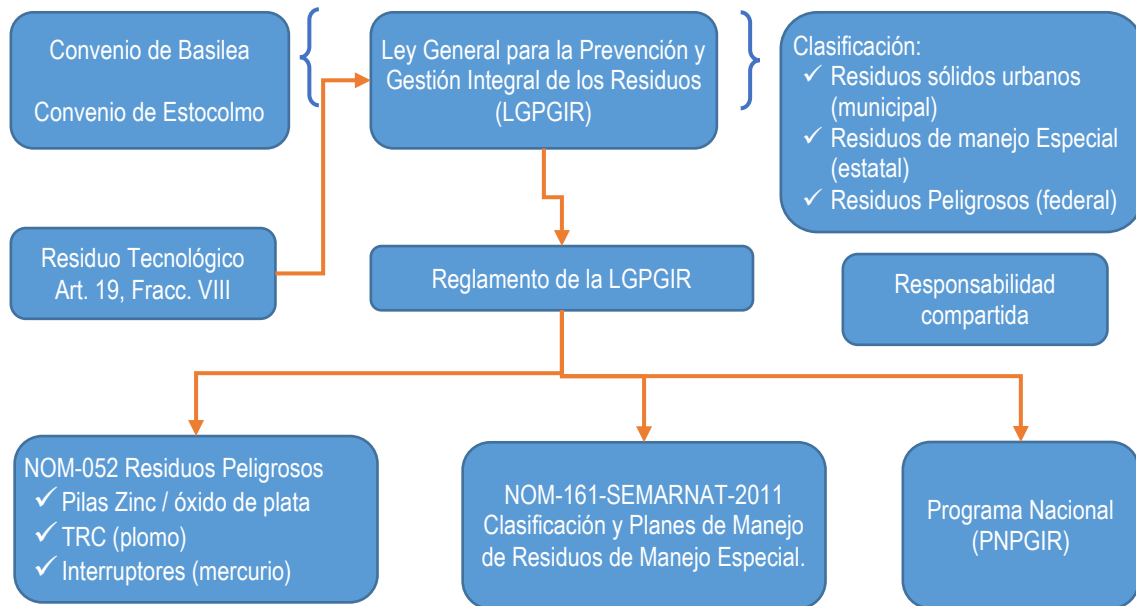 Convenio de Basilea
Convenio de Estocolmo
Ley General para la Prevención y
Gestión Integral de los Residuos
(LGPGIR)
Clasificación:
✓ Residuos sólidos urbanos
(municipal)
✓ Residuos de manejo Especial
(estatal)
✓ Residuos Peligrosos (federal)
Residuo Tecnológico
Art. 19, Fracc. VIII
Reglamento de la LGPGIR
Responsabilidad
compartida
NOM-052 Residuos Peligrosos
✓ Pilas Zinc / óxido de plata
✓ TRC (plomo)
✓ Interruptores (mercurio)
NOM-161-SEMARNAT-2011
Clasificación y Planes de Manejo
de Residuos de Manejo Especial.
Programa Nacional
(PNPGIR)